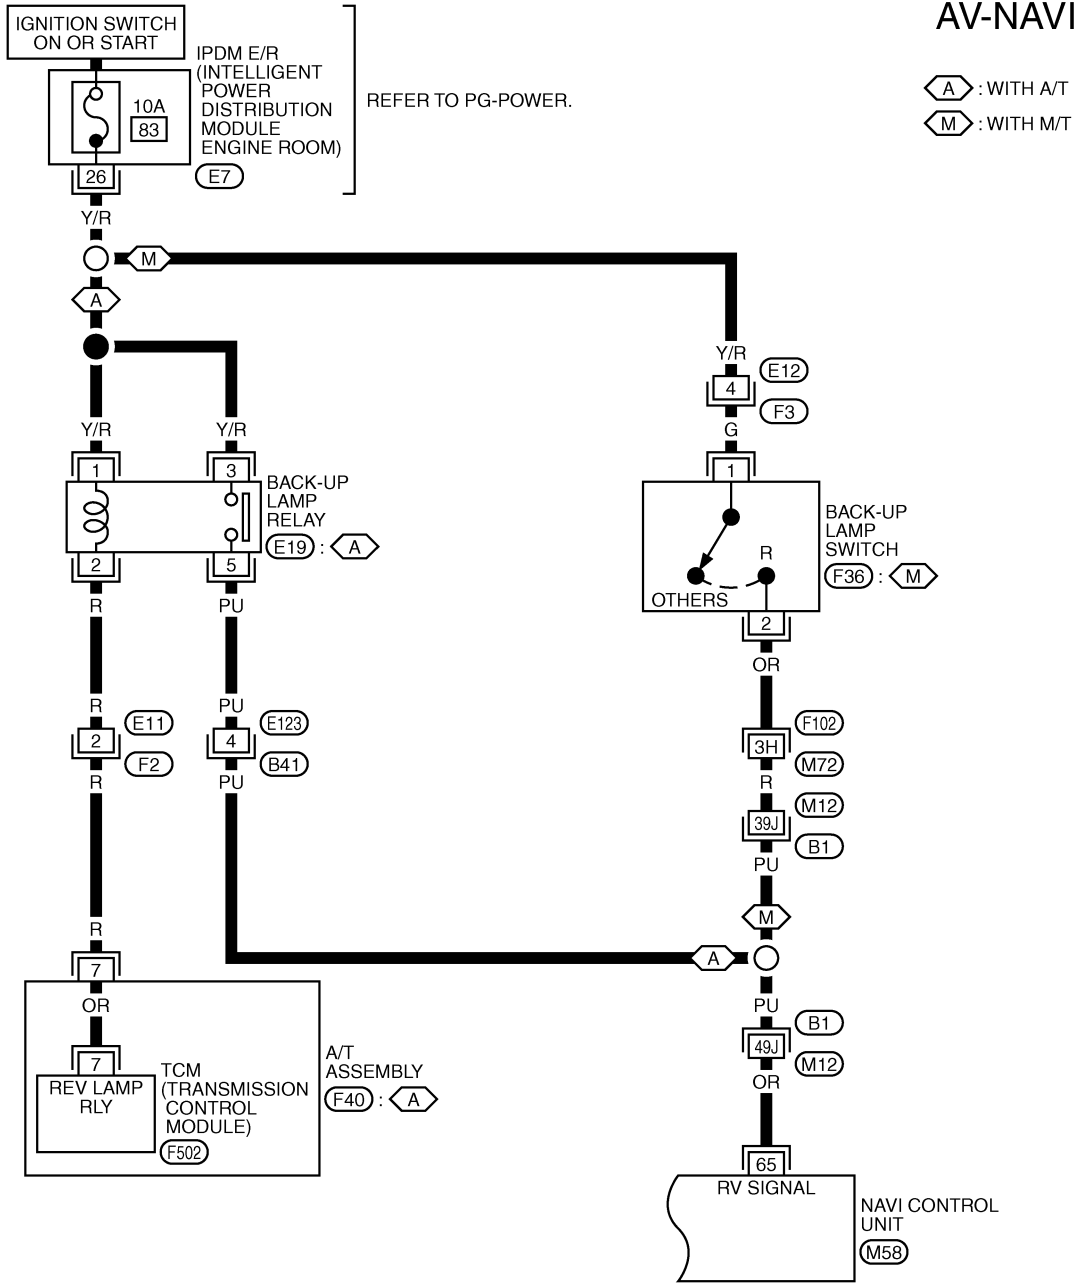 AV-NAVI
IGNITION SWITCH
ON OR START
IPDM E/R
(INTELLIGENT
POWER
DISTRIBUTION
MODULE
ENGINE ROOM)
E7
10A
83
26
REFER TO PG-POWER.
A : WITH A/T
M : WITH M/T
Y/R
M
A
Y/R
4
E12
F3
G
Y/R
Y/R
1
3
BACK-UP
LAMP
RELAY
E19 : A
2
5
1
BACK-UP
LAMP
SWITCH
F36 : M
R
OTHERS
2
R
PU
OR
R
PU
2
E11
F2
4
E123
B41
3H
F102
M72
R
PU
R
39J
M12
B1
PU
M
R
A
7
OR
7
REV LAMP
RLY
TCM
(TRANSMISSION
CONTROL
MODULE)
F502
A/T
ASSEMBLY
F40 : A
PU
49J
B1
M12
OR
65
RV SIGNAL
NAVI CONTROL
UNIT
M58